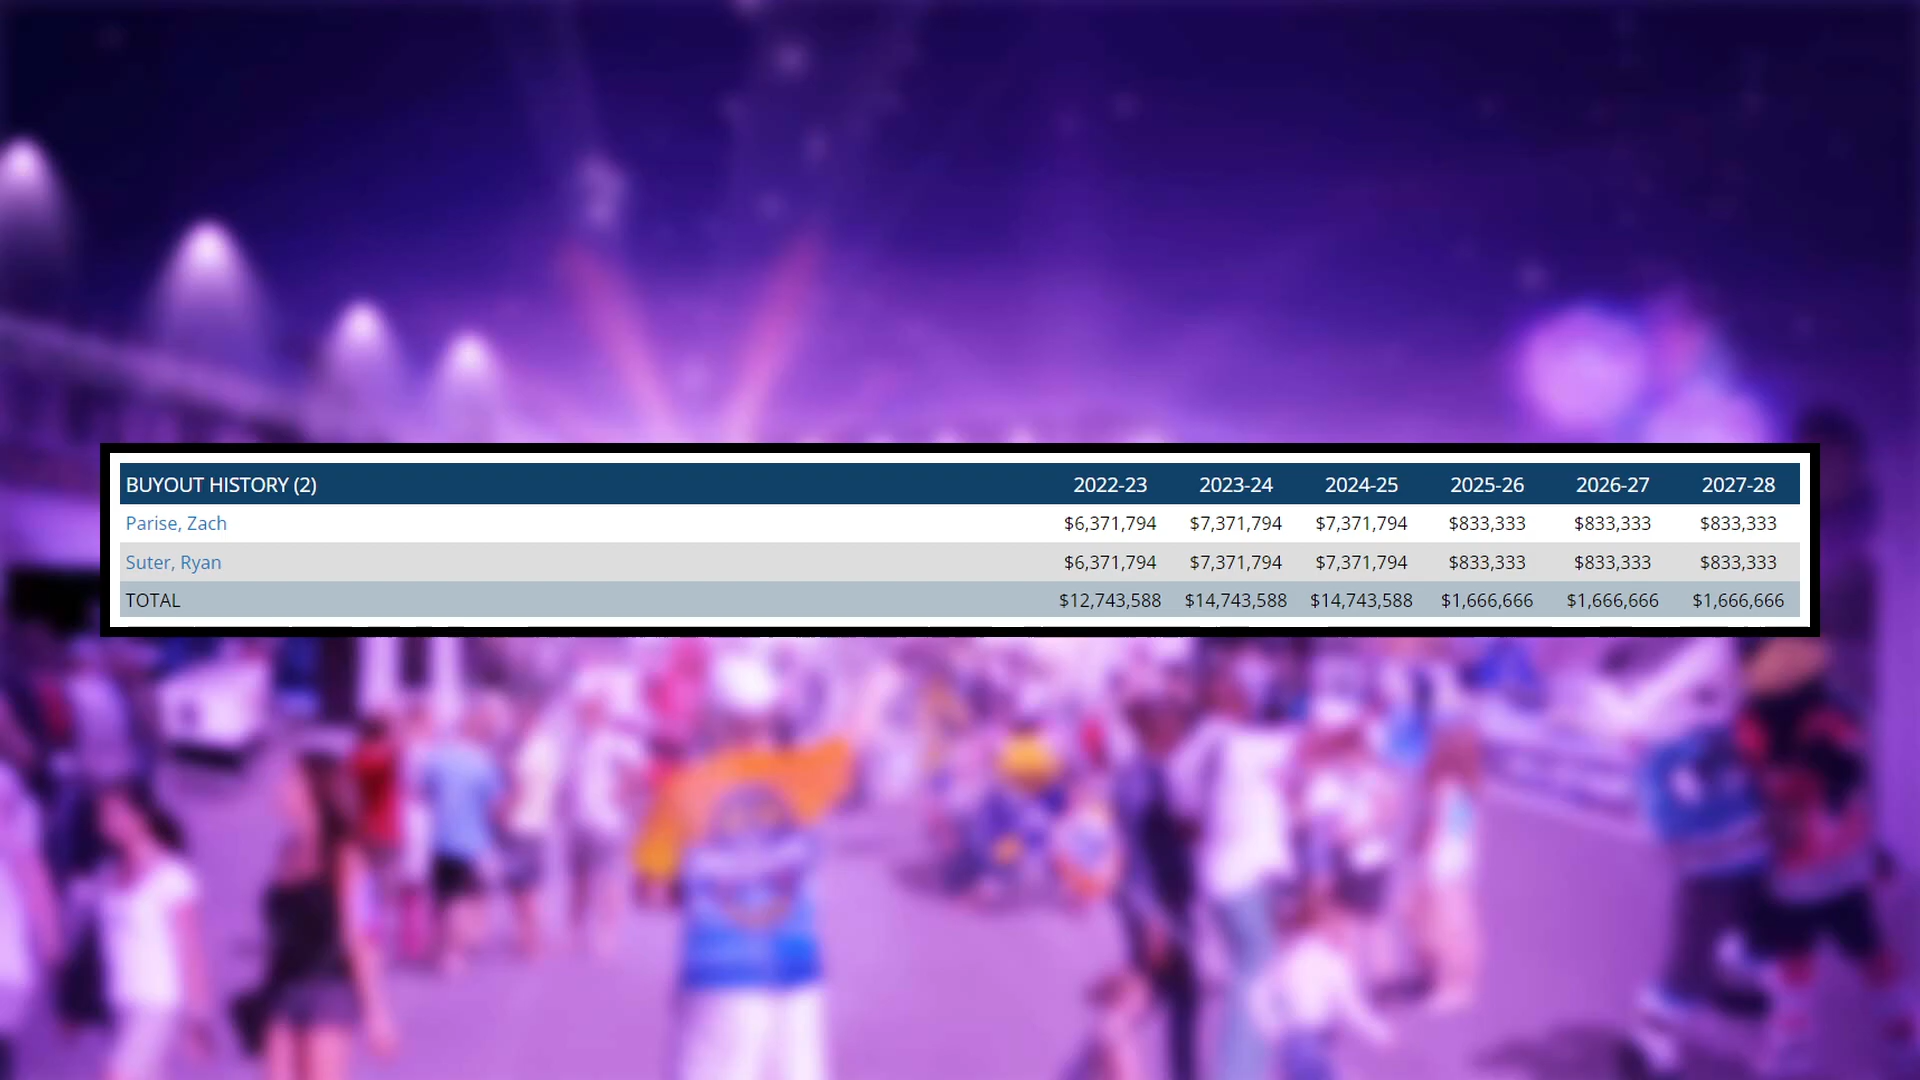 BUYOUT HISTORY (2) 2022-23 2023-24 2024-25 2025-26 2026-27 2027-28
Parise, Zach $6,371,794 $7,371,794 $7,371,794 $833,333 $833,333 $833,333
Suter, Ryan $6,371,794 $7,371,794 $7,371,794 $833,333 $833,333 $833,333
TOTAL $12,743,588 $14,743,588 $14,743,588 $1,666,666 $1,666,666 $1,666,666